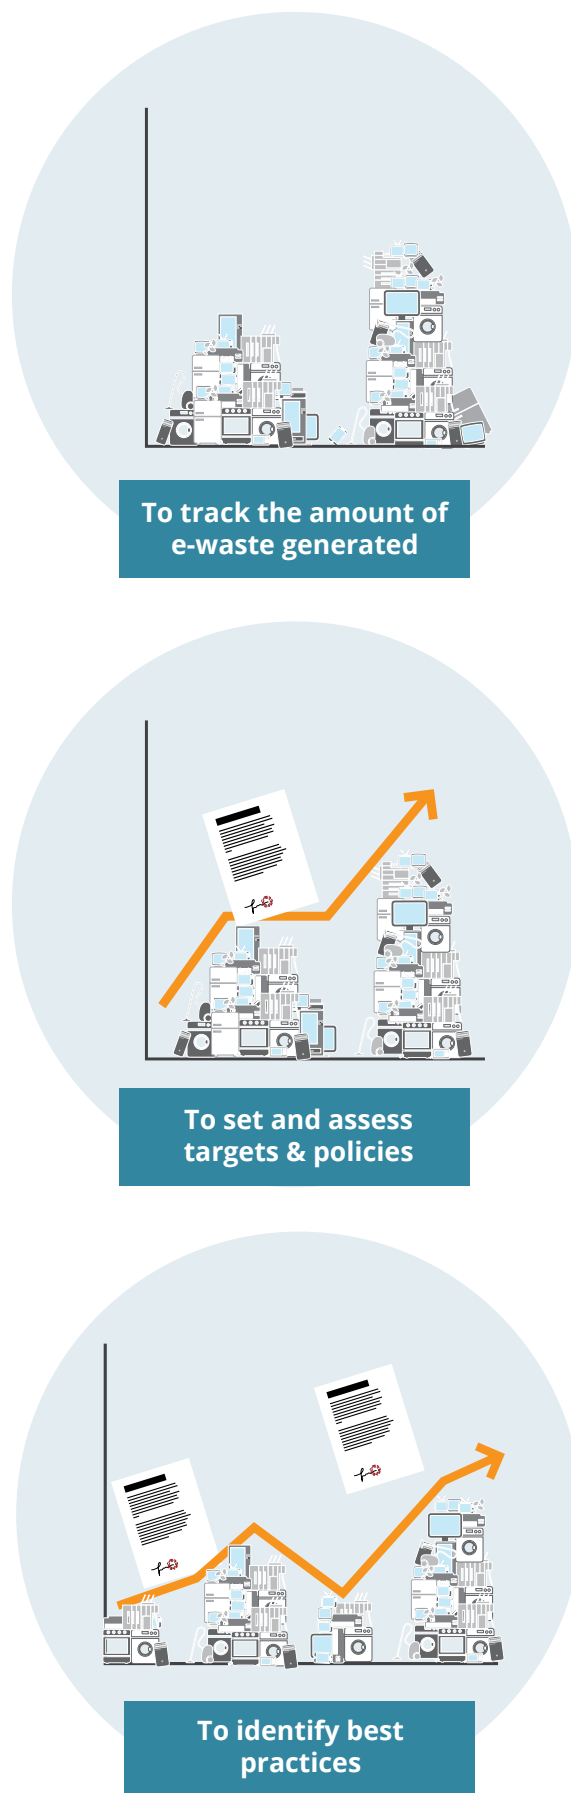 To track the amount of
e-waste generated
To set and assess
targets & policies
To identify best
practices